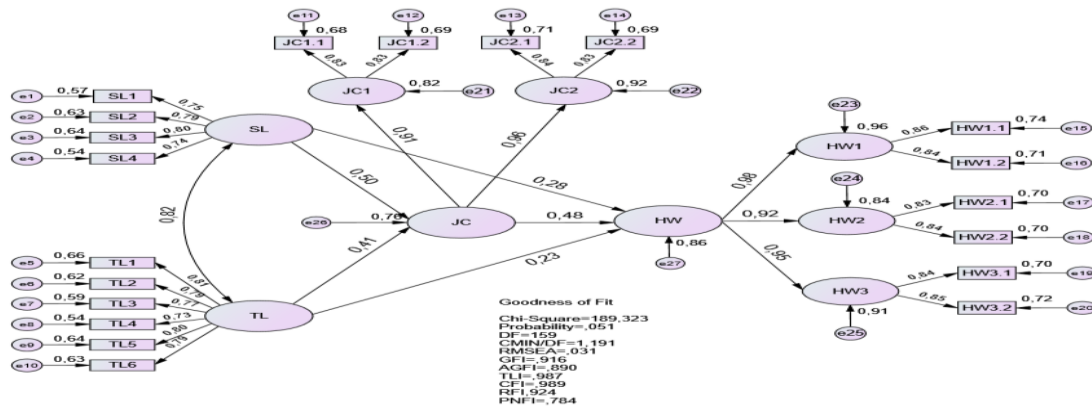 e11 0,68 e12 0,69 e13 0,71 e14 0,69
JC1.1 JC1.2 JC2.1 JC2.2
0,83 0,83 0,84 0,83
JC1 0,82 e21 JC2 0,92 e22
e1 0,57 SL1 0,75
e2 0,63 SL2 0,79
e3 0,64 SL3 0,80
e4 0,54 SL4 0,74
SL
0,91 0,96
0,82
0,50
0,28
e26 0,76 JC 0,48 HW
0,41
0,23
0,86
e27
e5 0,66 TL1 0,81
e6 0,62 TL2 0,79
e7 0,59 TL3 0,77
e8 0,54 TL4 0,73
e9 0,64 TL5 0,80
e10 0,63 TL6 0,79
TL
e23
0,96
HW1 0,86 HW1.1 0,74 e15
0,84 HW1.2 0,71 e16
0,98
e24
0,84
0,92 HW2 0,83 HW2.1 0,70 e17
0,84 HW2.2 0,70 e18
0,95
HW3 0,84 HW3.1 0,70 e19
0,85 HW3.2 0,72 e20
0,91
e25
Goodness of Fit
Chi-Square=189,323
Probability=,051
DF=159
CMIN/DF=1,191
RMSEA=,031
GFI=,916
AGFI=,890
TLI=,987
CFI=,989
RFI,924
PNFI=,784